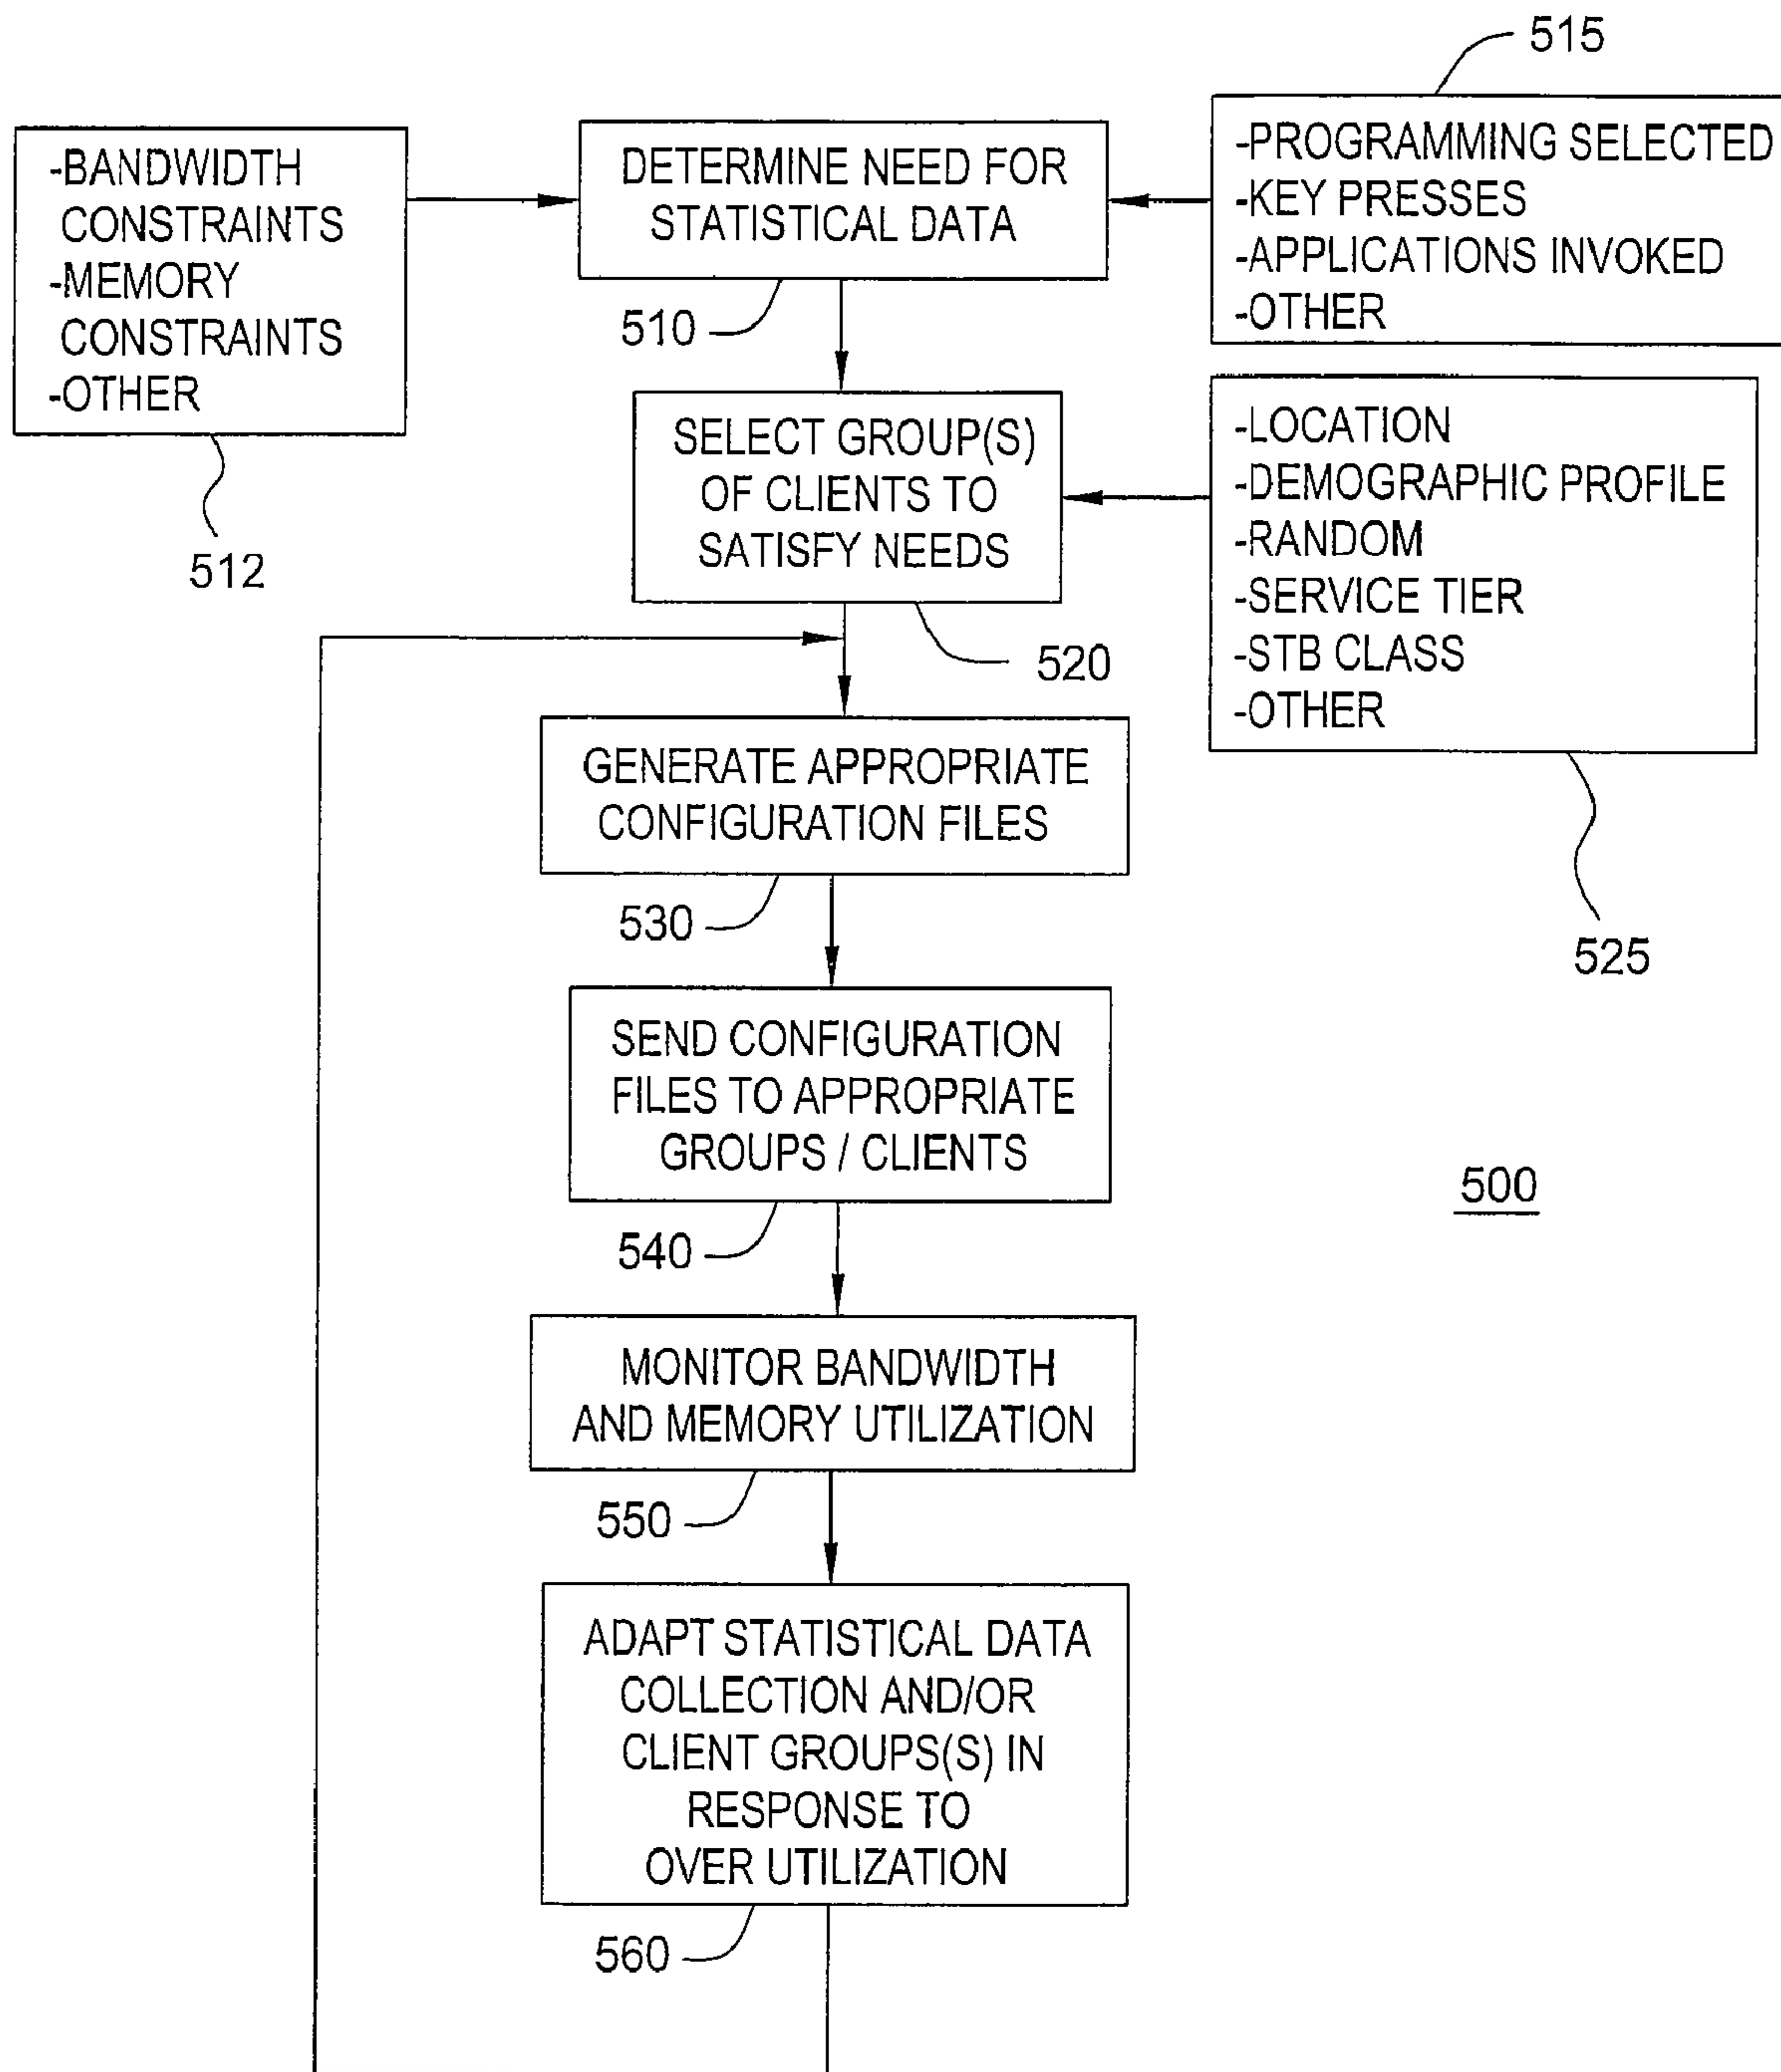 515
-BANDWIDTH
CONSTRAINTS
-MEMORY
CONSTRAINTS
-OTHER
512
DETERMINE NEED FOR
STATISTICAL DATA
510
-PROGRAMMING SELECTED
-KEY PRESSES
-APPLICATIONS INVOKED
-OTHER
SELECT GROUP(S)
OF CLIENTS TO
SATISFY NEEDS
520
-LOCATION
-DEMOGRAPHIC PROFILE
-RANDOM
-SERVICE TIER
-STB CLASS
-OTHER
525
GENERATE APPROPRIATE
CONFIGURATION FILES
530
SEND CONFIGURATION
FILES TO APPROPRIATE
GROUPS / CLIENTS
540
500
MONITOR BANDWIDTH
AND MEMORY UTILIZATION
550
ADAPT STATISTICAL DATA
COLLECTION AND/OR
CLIENT GROUPS(S) IN
RESPONSE TO
OVER UTILIZATION
560